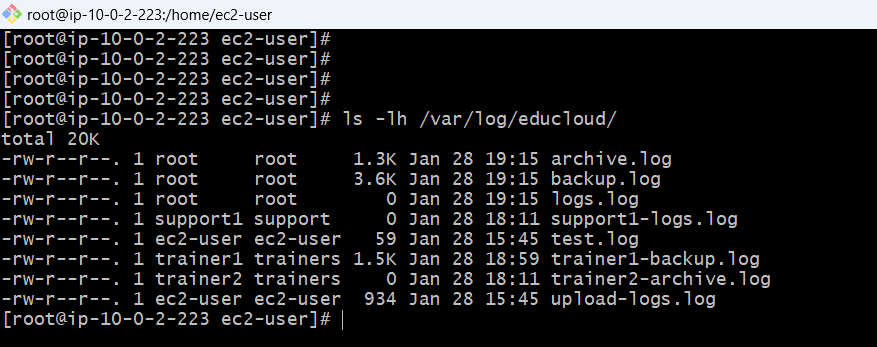 root@ip-10-0-2-223:/home/ec2-user
[root@ip-10-0-2-223 ec2-user]#
[root@ip-10-0-2-223 ec2-user]#
[root@ip-10-0-2-223 ec2-user]#
[root@ip-10-0-2-223 ec2-user]#
[root@ip-10-0-2-223 ec2-user]# ls -lh /var/log/educloud/
total 20K
-rw-r--r--. 1 root     root     1.3K Jan 28 19:15 archive.log
-rw-r--r--. 1 root     root     3.6K Jan 28 19:15 backup.log
-rw-r--r--. 1 root     root        0 Jan 28 19:15 logs.log
-rw-r--r--. 1 support1 support     0 Jan 28 18:11 support1-logs.log
-rw-r--r--. 1 ec2-user ec2-user   59 Jan 28 15:45 test.log
-rw-r--r--. 1 trainer1 trainers 1.5K Jan 28 18:59 trainer1-backup.log
-rw-r--r--. 1 trainer2 trainers    0 Jan 28 18:11 trainer2-archive.log
-rw-r--r--. 1 ec2-user ec2-user  934 Jan 28 15:45 upload-logs.log
[root@ip-10-0-2-223 ec2-user]#